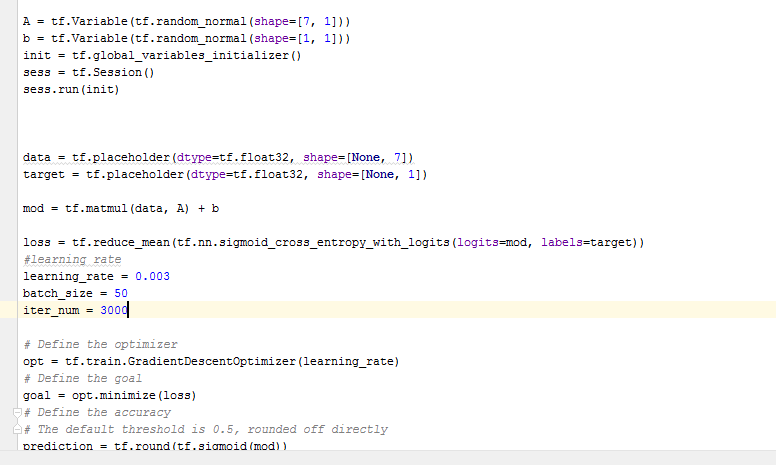 A = tf.Variable(tf.random_normal(shape=[7, 1]))
b = tf.Variable(tf.random_normal(shape=[1, 1]))
init = tf.global_variables_initializer()
sess = tf.Session()
sess.run(init)
data = tf.placeholder(dtype=tf.float32, shape=[None, 7])
target = tf.placeholder(dtype=tf.float32, shape=[None, 1])
mod = tf.matmul(data, A) + b
loss = tf.reduce_mean(tf.nn.sigmoid_cross_entropy_with_logits(logits=mod, labels=target))
#learning rate
learning_rate = 0.003
batch_size = 50
iter_num = 3000
# Define the optimizer
opt = tf.train.GradientDescentOptimizer(learning_rate)
# Define the goal
goal = opt.minimize(loss)
# Define the accuracy
# The default threshold is 0.5, rounded off directly
prediction = tf.round(tf.sigmoid(mod))